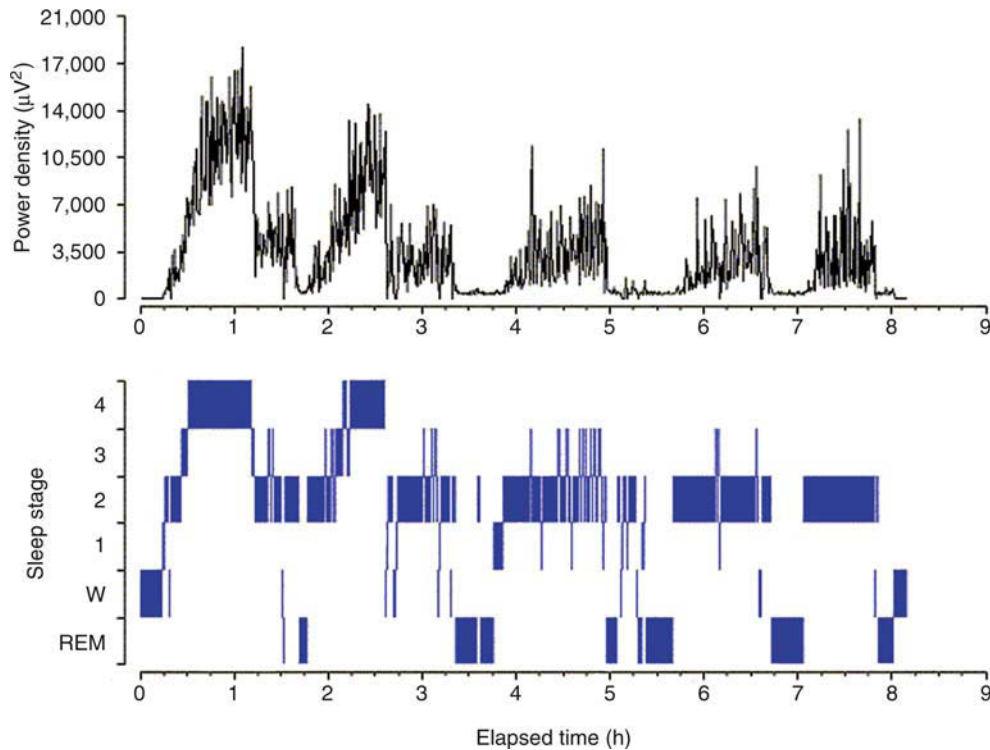 21,000
17,000
14,000
10,500
7,000
3,500
0
Power density (µV²)
0 1 2 3 4 5 6 7 8 9
4
3
2
1
W
REM
Sleep stage
0 1 2 3 4 5 6 7 8 9
Elapsed time (h)